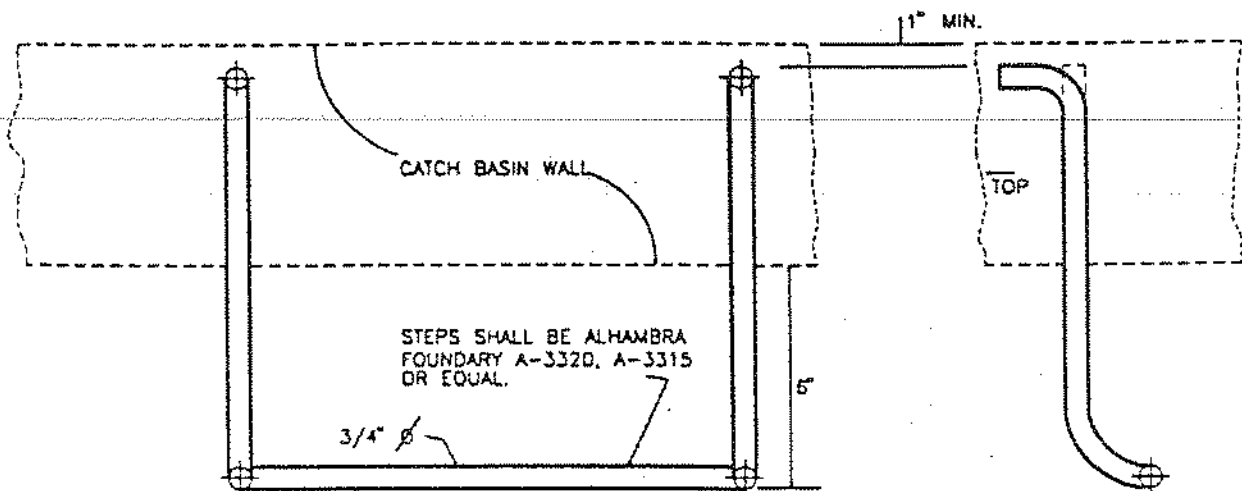 1" MIN.
CATCH BASIN WALL
TOP
STEPS SHALL BE ALHAMBRA
FOUNDARY A-3320, A-3315
OR EQUAL.
5"
3/4" Ø